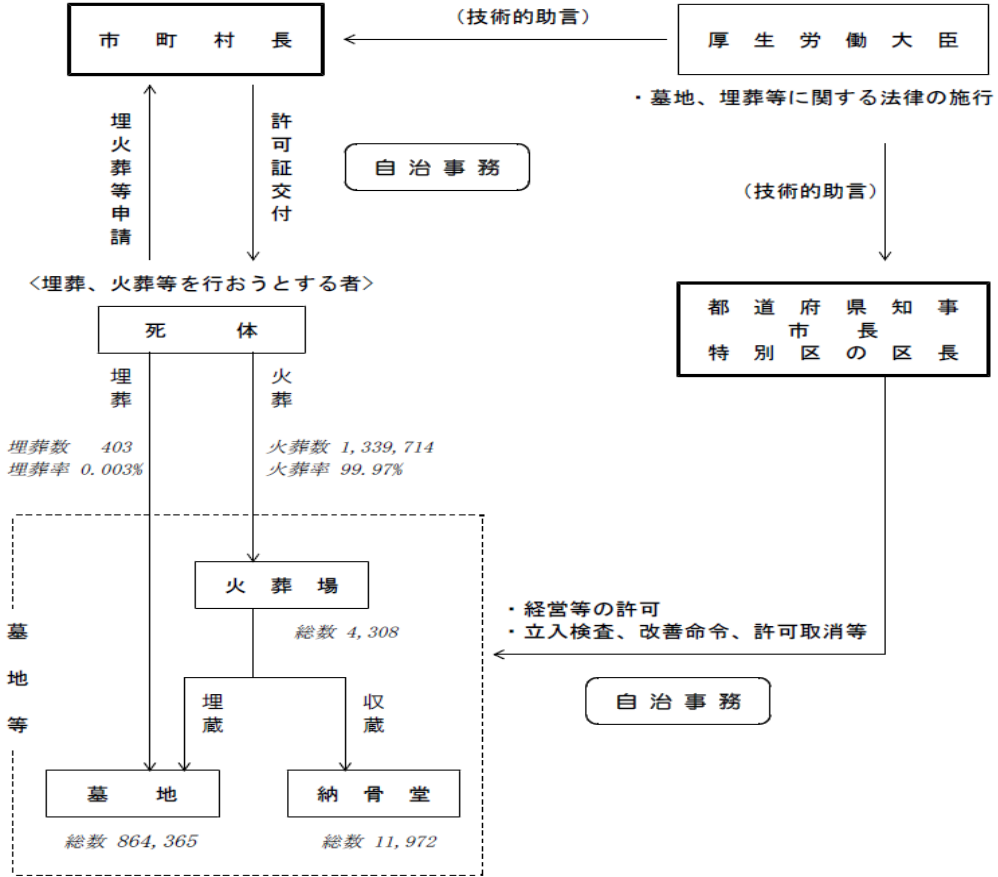 (技術的助言)
市町村長
厚生労働大臣
・墓地、埋葬等に関する法律の施行
埋火葬等申請
許可証交付
自治事務
(技術的助言)
<埋葬、火葬等を行おうとする者>
死体
都道府県知事
市長
特別区の区長
埋葬
火葬
埋葬数 403
埋葬率 0.003%
火葬数 1,339,714
火葬率 99.97%
火葬場
総数 4,308
・経営等の許可
・立入検査、改善命令、許可取消等
墓地等
埋蔵
収蔵
自治事務
墓地
納骨堂
総数 864,365
総数 11,972